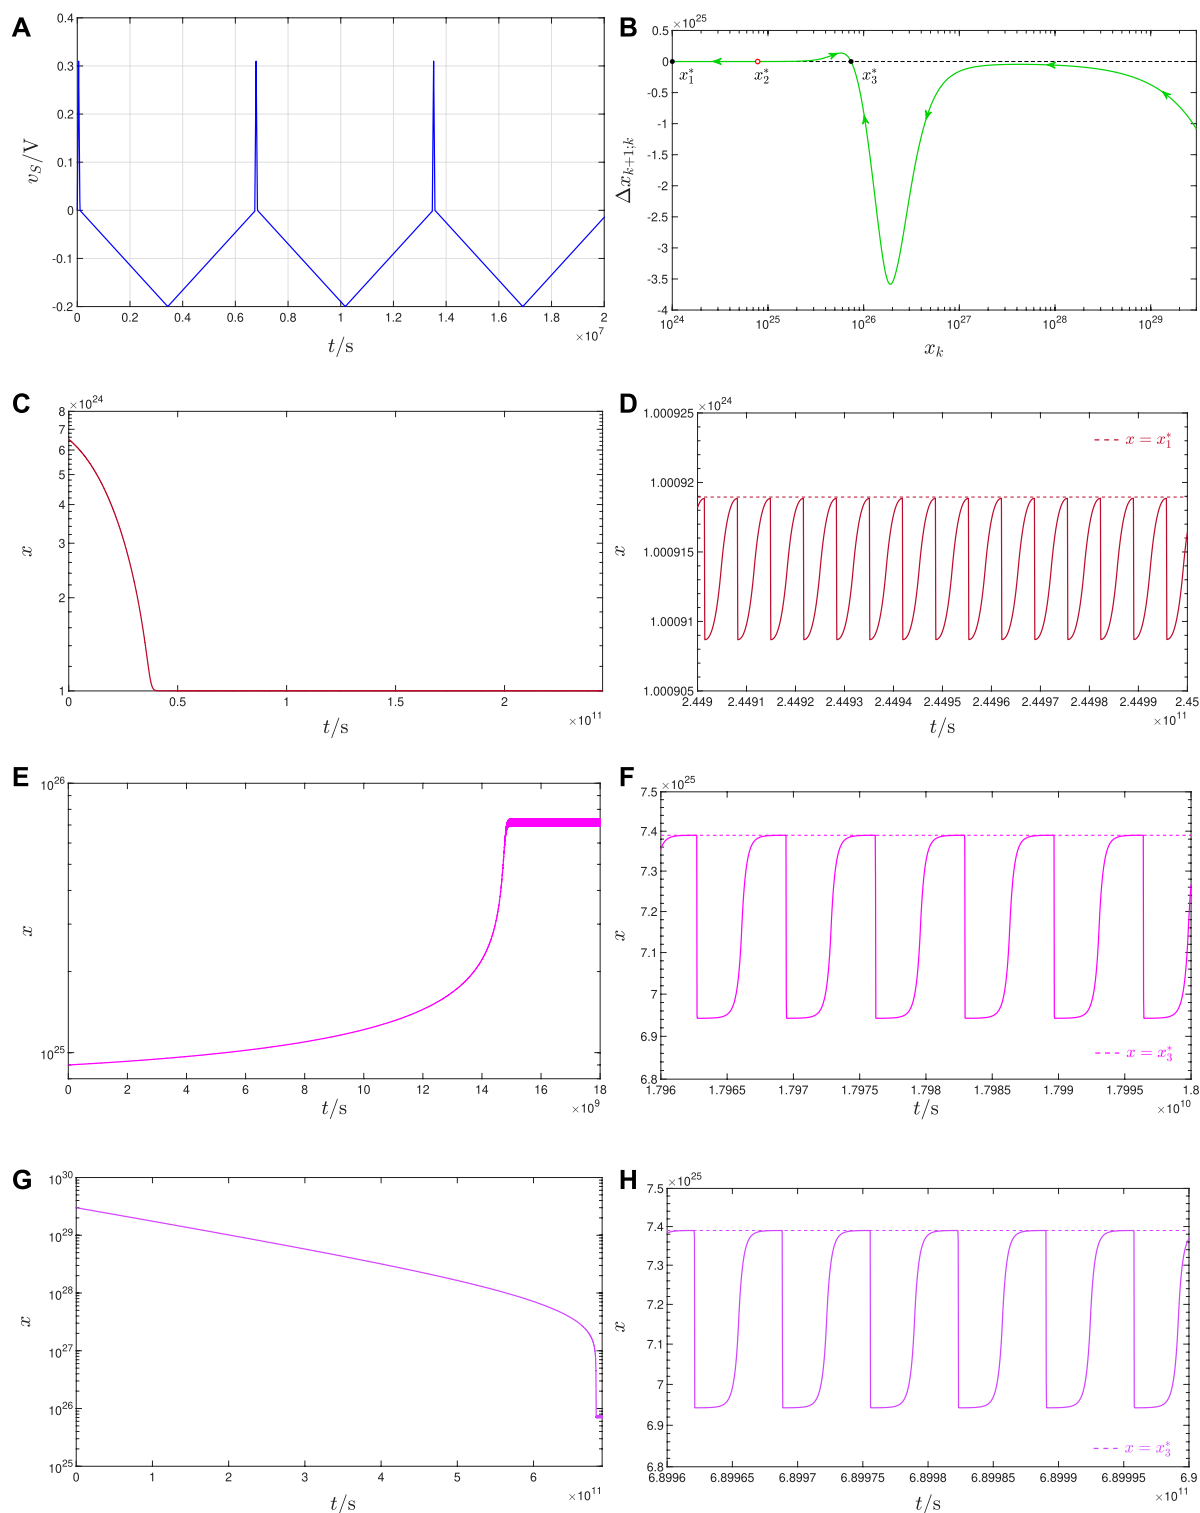 A
0.4
0.3
0.2
0.1
0
-0.1
-0.2
v_S/V
0 0.2 0.4 0.6 0.8 1 1.2 1.4 1.6 1.8 2
×10^7
t/s
B
×10^25
0.5
0
-0.5
-1
-1.5
-2
-2.5
-3
-3.5
-4
Δx_{k+1;k}
x_1^* x_2^* x_3^*
10^24 10^25 10^26 10^27 10^28 10^29
x_k
C
×10^24
8
7
6
5
4
3
2
1
x
0 0.5 1 1.5 2
×10^11
t/s
D
×10^24
1.000925
1.00092
1.000915
1.00091
1.000905
x
x = x_1^*
2.449 2.4491 2.4492 2.4493 2.4494 2.4495 2.4496 2.4497 2.4498 2.4499 2.45
×10^11
t/s
E
10^26
10^25
x
0 2 4 6 8 10 12 14 16 18
×10^9
t/s
F
×10^25
7.5
7.4
7.3
7.2
7.1
7
6.9
6.8
x
x = x_3^*
1.796 1.7965 1.797 1.7975 1.798 1.7985 1.799 1.7995 1.8
×10^10
t/s
G
10^30
10^29
10^28
10^27
10^26
10^25
x
0 1 2 3 4 5 6
×10^11
t/s
H
×10^25
7.5
7.4
7.3
7.2
7.1
7
6.9
6.8
x
x = x_3^*
6.8996 6.89965 6.8997 6.89975 6.8998 6.89985 6.8999 6.89995 6.9
×10^11
t/s